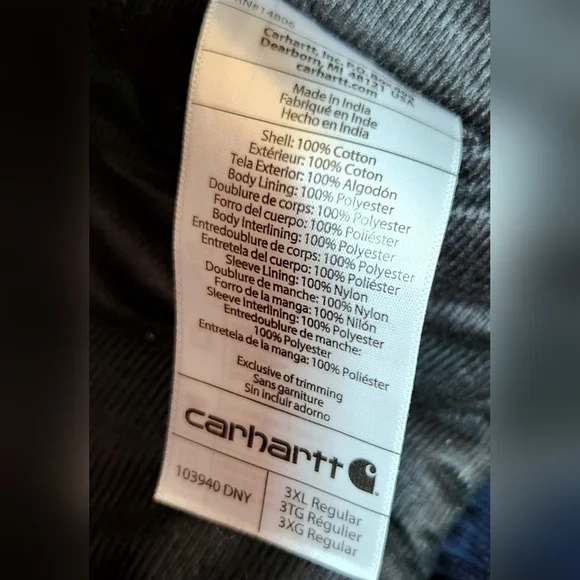 RN#14806
Carhartt, Inc. P.O. Box
Dearborn, MI 48121 USA
carhartt.com
Made in India
Fabriqué en Inde
Hecho en India
Shell: 100% Cotton
Extérieur: 100% Coton
Tela Exterior: 100% Algodón
Body Lining: 100% Polyester
Doublure de corps: 100% Polyester
Forro del cuerpo: 100% Poliéster
Body Interlining: 100% Polyester
Entredoublure de corps: 100% Polyester
Entretela del cuerpo: 100% Poliéster
Sleeve Lining: 100% Nylon
Doublure de manche: 100% Nylon
Forro de la manga: 100% Nilón
Sleeve Interlining: 100% Polyester
Entredoublure de manche:
100% Polyester
Entretela de la manga: 100% Poliéster
Exclusive of trimming
Sans garniture
Sin incluir adorno
carhartt
103940 DNY
3XL Regular
3TG Régulier
3XG Regular